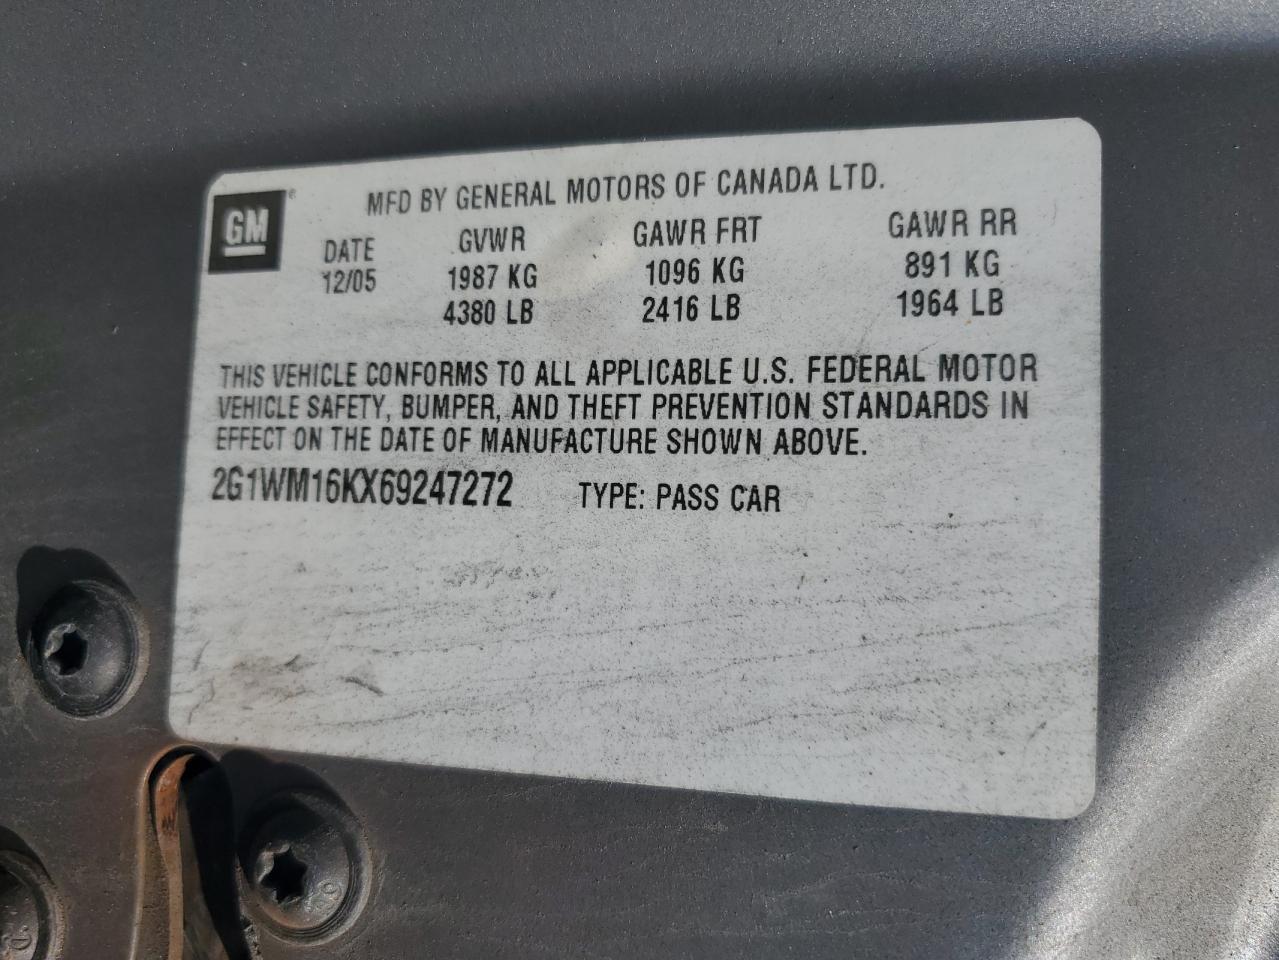 GM ®
MFD BY GENERAL MOTORS OF CANADA LTD.
DATE GVWR GAWR FRT GAWR RR
12/05 1987 KG 1096 KG 891 KG
4380 LB 2416 LB 1964 LB
THIS VEHICLE CONFORMS TO ALL APPLICABLE U.S. FEDERAL MOTOR
VEHICLE SAFETY, BUMPER, AND THEFT PREVENTION STANDARDS IN
EFFECT ON THE DATE OF MANUFACTURE SHOWN ABOVE.
2G1WM16KX69247272 TYPE: PASS CAR